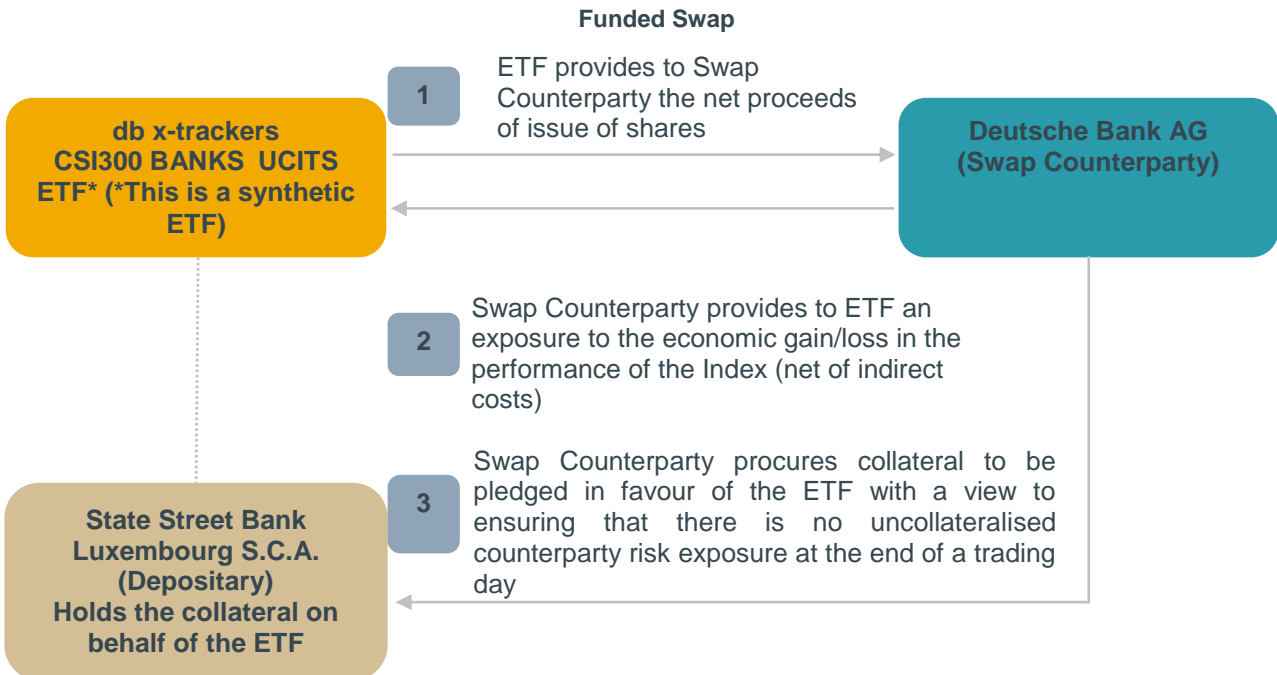 Funded Swap
1
ETF provides to Swap
Counterparty the net proceeds
of issue of shares
db x-trackers
CSI300 BANKS UCITS
ETF* (*This is a synthetic
ETF)
Deutsche Bank AG
(Swap Counterparty)
2
Swap Counterparty provides to ETF an
exposure to the economic gain/loss in the
performance of the Index (net of indirect
costs)
3
Swap Counterparty procures collateral to be
pledged in favour of the ETF with a view to
ensuring that there is no uncollateralised
counterparty risk exposure at the end of a trading
day
State Street Bank
Luxembourg S.C.A.
(Depositary)
Holds the collateral on
behalf of the ETF